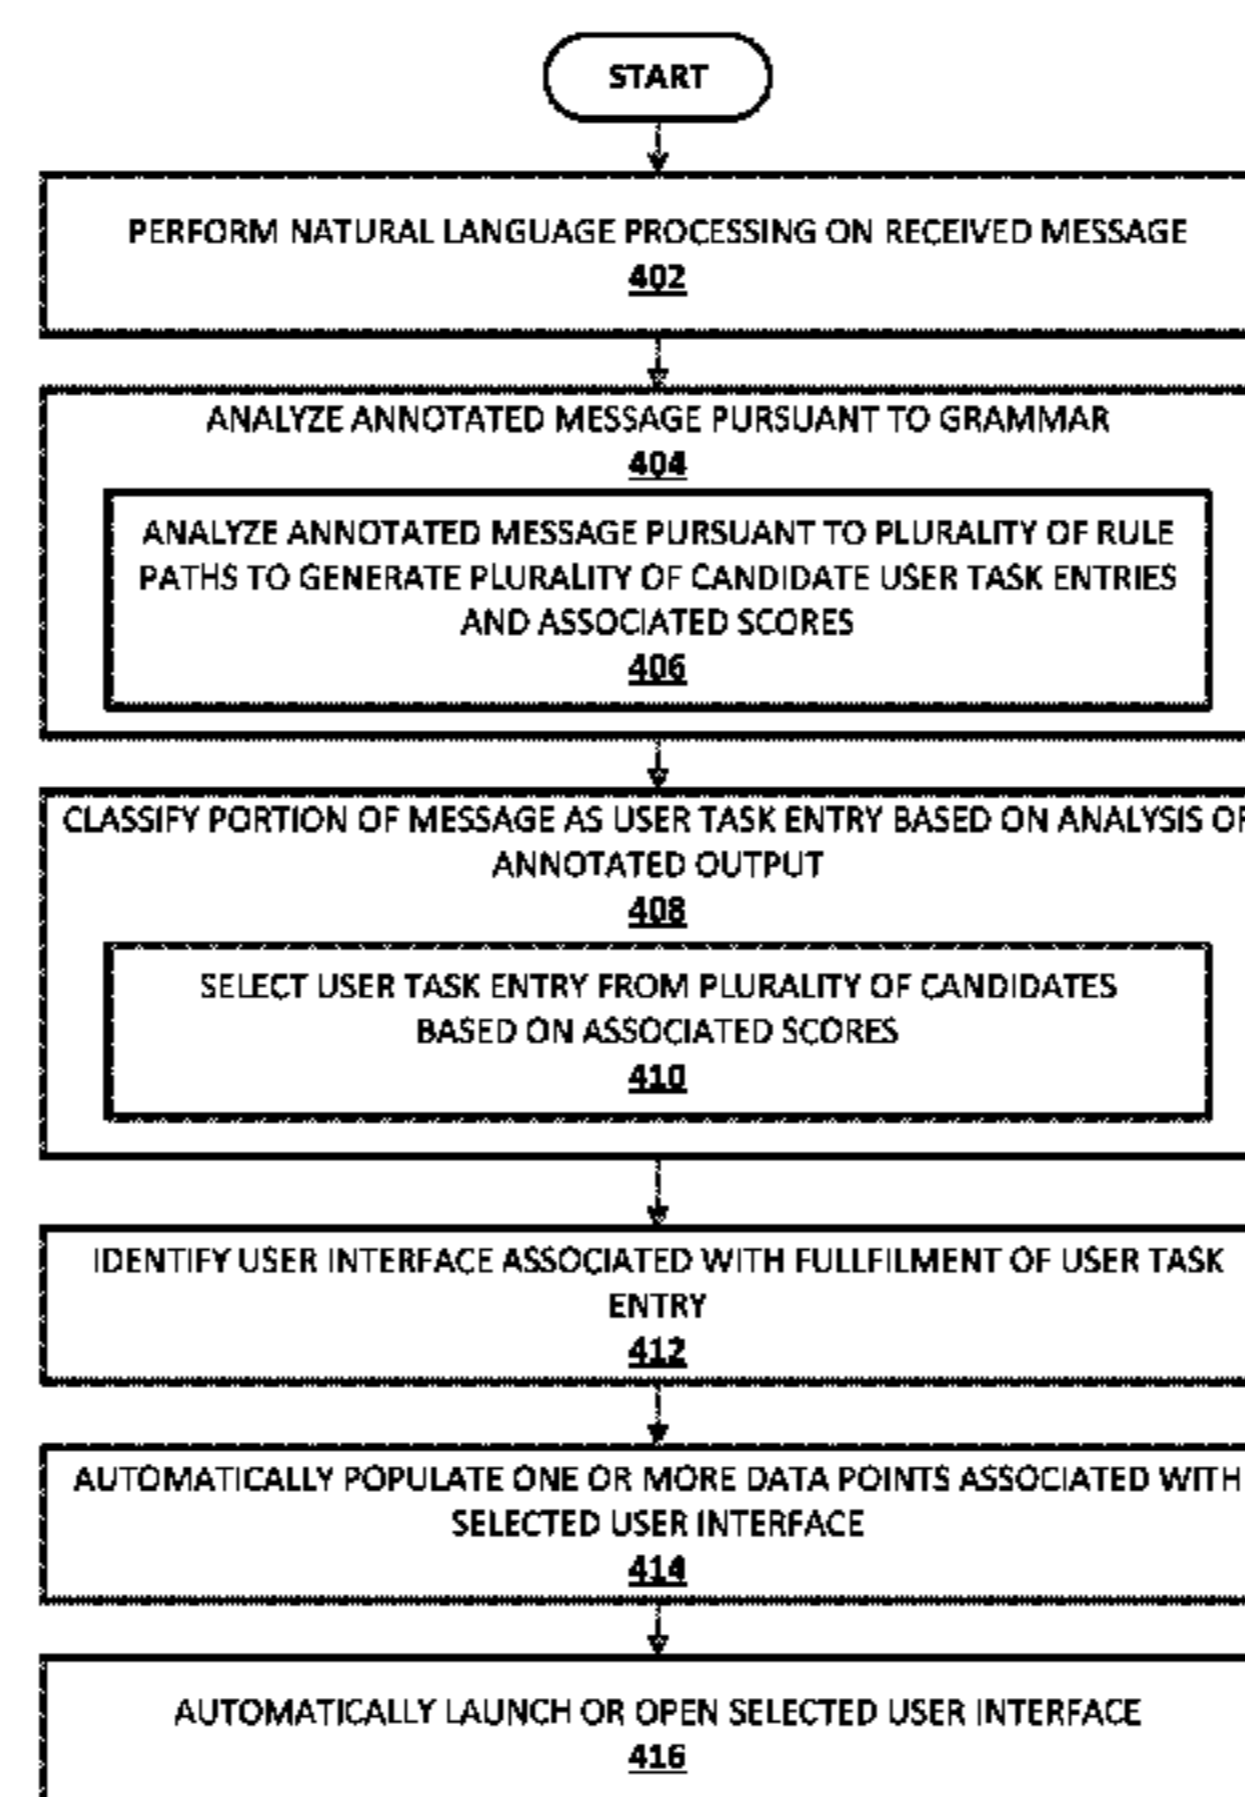 START
PERFORM NATURAL LANGUAGE PROCESSING ON RECEIVED MESSAGE
402
ANALYZE ANNOTATED MESSAGE PURSUANT TO GRAMMAR
404
ANALYZE ANNOTATED MESSAGE PURSUANT TO PLURALITY OF RULE
PATHS TO GENERATE PLURALITY OF CANDIDATE USER TASK ENTRIES
AND ASSOCIATED SCORES
406
CLASSIFY PORTION OF MESSAGE AS USER TASK ENTRY BASED ON ANALYSIS OF
ANNOTATED OUTPUT
408
SELECT USER TASK ENTRY FROM PLURALITY OF CANDIDATES
BASED ON ASSOCIATED SCORES
410
IDENTIFY USER INTERFACE ASSOCIATED WITH FULLFILMENT OF USER TASK
ENTRY
412
AUTOMATICALLY POPULATE ONE OR MORE DATA POINTS ASSOCIATED WITH
SELECTED USER INTERFACE
414
AUTOMATICALLY LAUNCH OR OPEN SELECTED USER INTERFACE
416